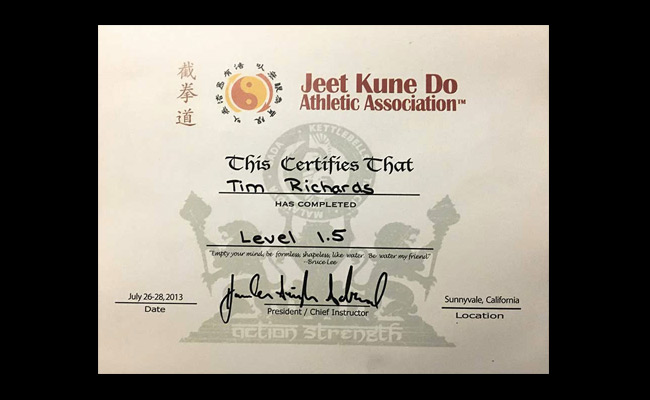 截拳道
Jeet Kune Do
Athletic Association™
KETTLEBELL
This Certifies That
Tim Richards
HAS COMPLETED
Level 1.5
"Empty your mind, be formless, shapeless, like water. Be water my friend."
-Bruce Lee
July 26-28, 2013
Date
President / Chief Instructor
Sunnyvale, California
Location
action strength